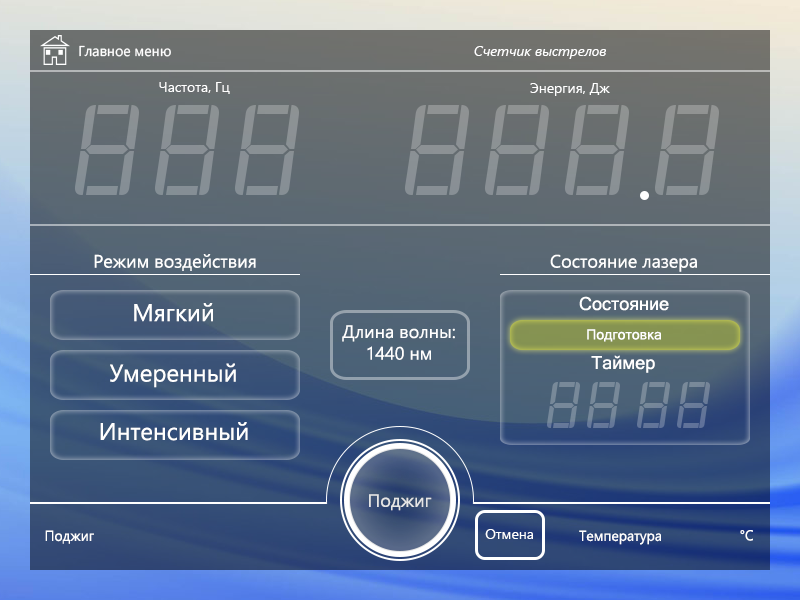 Главное меню
Счетчик выстрелов
Частота, Гц
Энергия, Дж
Режим воздействия
Состояние лазера
Мягкий
Умеренный
Интенсивный
Длина волны:
1440 нм
Состояние
Подготовка
Таймер
Поджиг
Поджиг
Отмена
Температура
°C